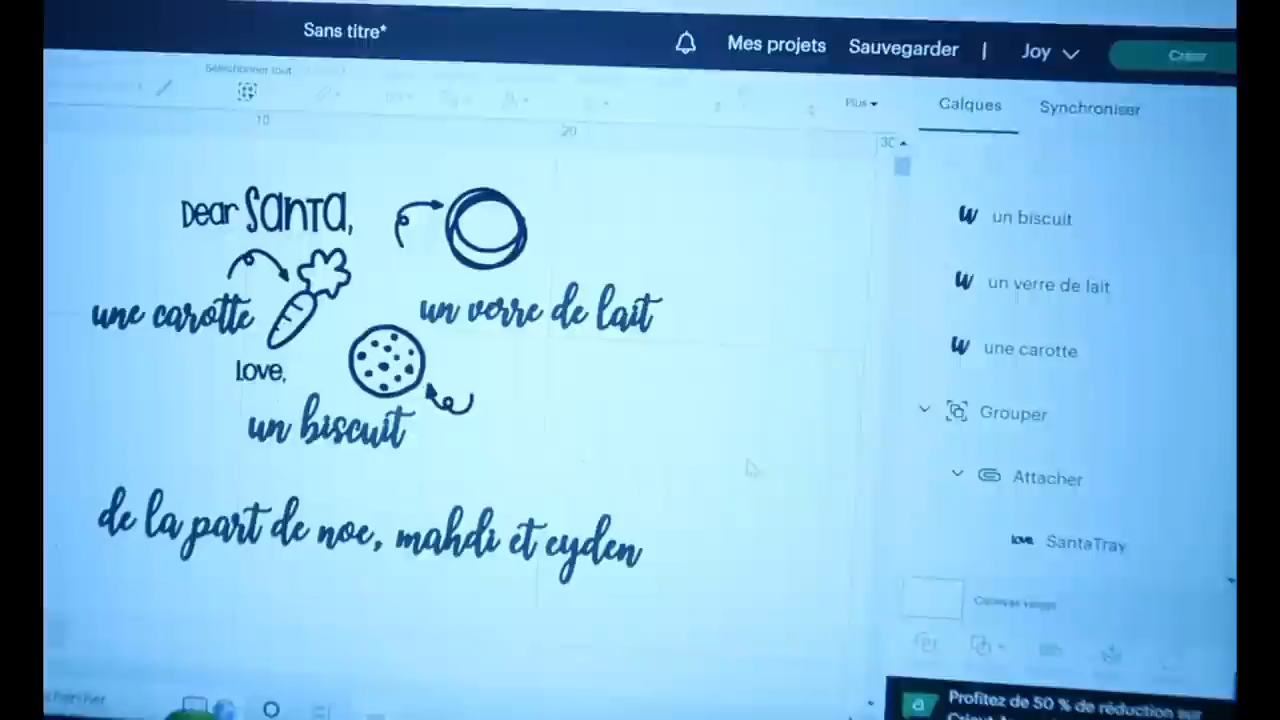 Sans titre*
Mes projets
Sauvegarder
|
Joy
Créer
Sélectionner tout
Plus
Calques
Synchroniser
10
20
30
Dear Santa,
une carotte
un verre de lait
Love,
un biscuit
de la part de noe, mahdi et eyden
un biscuit
un verre de lait
une carotte
Grouper
Attacher
Love,
SantaTray
Canevas vierge
a
Profitez de 50 % de réduction sur